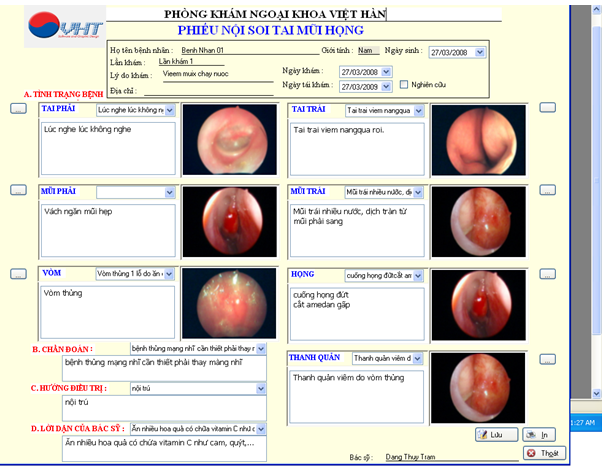 PHÒNG KHÁM NGOẠI KHOA VIỆT HÀN
VHT
PHIẾU NỘI SOI TAI MŨI HỌNG
Họ tên bệnh nhân : Benh Nhan 01 Giới tính : Nam Ngày sinh : 27/03/2008
Lần khám : Lần khám 1
Lý do kham : Vieem muix chay nuoc Ngày khám : 27/03/2008
Địa chỉ : Ngày tái khám : 27/03/2009 Nghiên cứu
A. TÌNH TRẠNG BỆNH
TAI PHẢI Lúc nghe lúc không n
Lúc nghe lúc không nghe
TAI TRÁI Tai trai viem nangqua
Tai trai viem nangqua roi.
MŨI PHẢI
Vách ngăn mũi hẹp
MŨI TRÁI Mũi trái nhiều nước, dị
Mũi trái nhiều nước, dịch tràn từ
mũi phải sang
VÒM Vòm thủng 1 lỗ do ăn
Vòm thủng
HỌNG cuống họng đứtcắt am
cuống họng đứt
cắt amedan gấp
B. CHẨN ĐOÁN : bệnh thủng mạng nhĩ cần thiết phải thay r
bệnh thủng mạng nhĩ cần thiết phải thay màng nhĩ
THANH QUẢN Thanh quản viêm d
Thanh quản viêm do vòm thủng
C. HƯỚNG ĐIỀU TRỊ : nội trú
nội trú
D. LỜI DẶN CỦA BÁC SỸ : Ăn nhiều hoa quả có chứa vitamin C như c
Ăn nhiều hoa quả có chứa vitamin C như cam, quýt,...
Lưu In
Bác sỹ : Dang Thuy Tram Thoát
1:27 AM